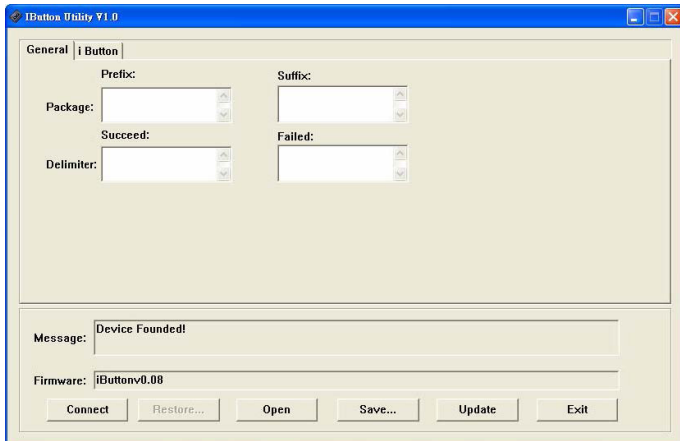 IButton Utility V1.0
General i Button
Prefix: Suffix:
Package:
Succeed: Failed:
Delimiter:
Message: Device Founded!
Firmware: iButtonv0.08
Connect Restore... Open Save... Update Exit